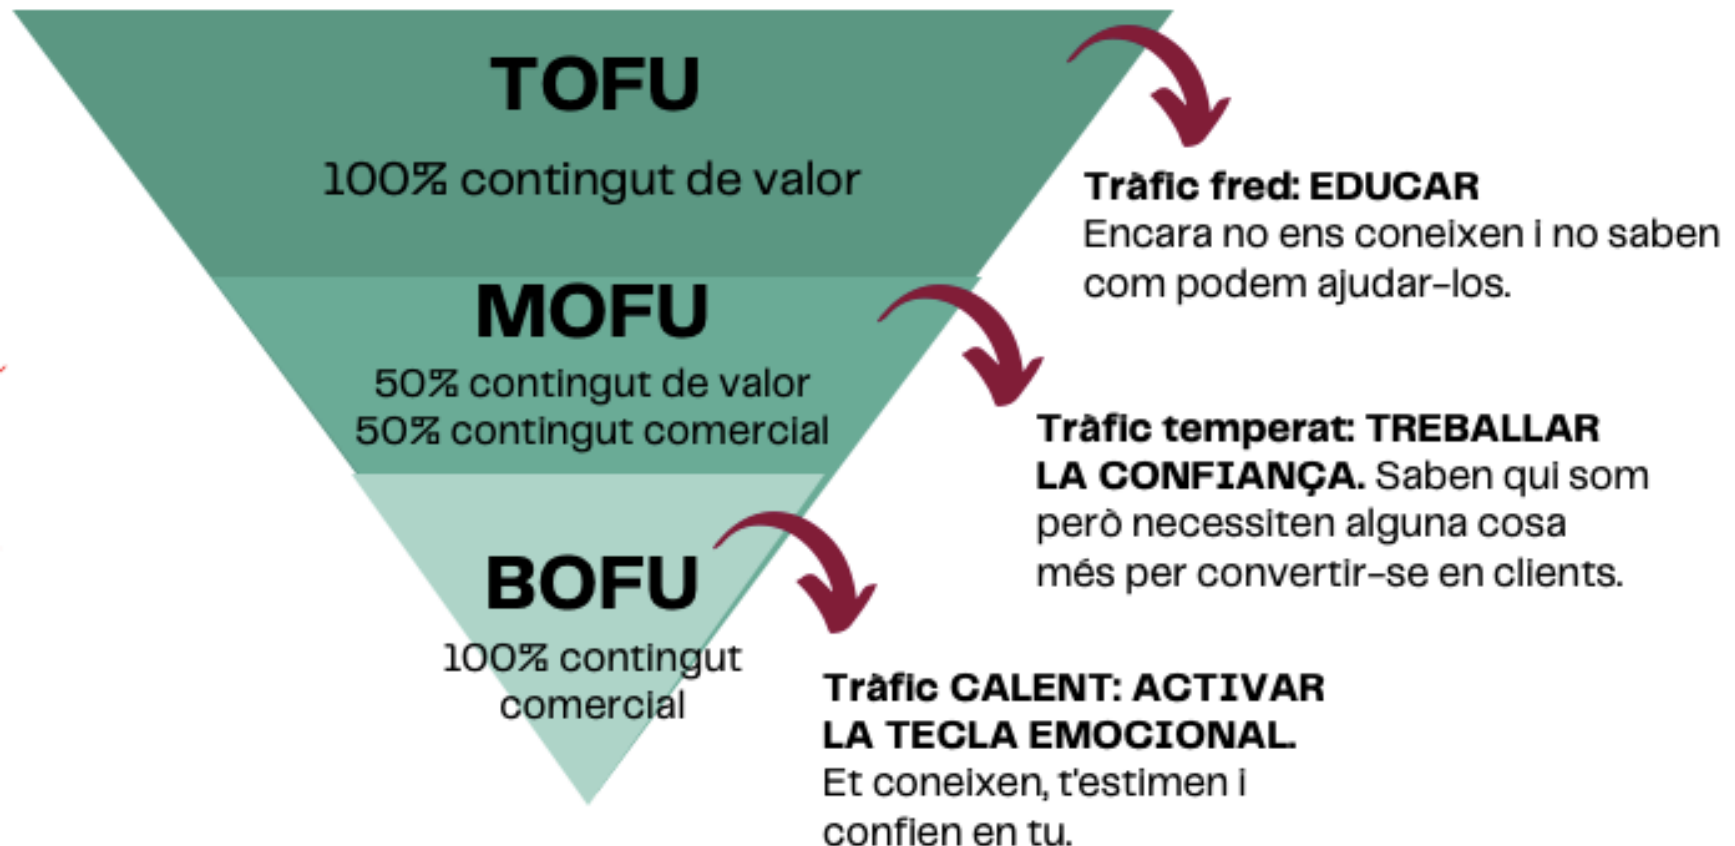 TOFU
100% contingut de valor
Tràfic fred: EDUCAR
Encara no ens coneixen i no saben
com podem ajudar-los.
MOFU
50% contingut de valor
50% contingut comercial
Tràfic temperat: TREBALLAR
LA CONFIANÇA. Saben qui som
però necessiten alguna cosa
més per convertir-se en clients.
BOFU
100% contingut
comercial
Tràfic CALENT: ACTIVAR
LA TECLA EMOCIONAL.
Et coneixen, t'estimen i
confien en tu.